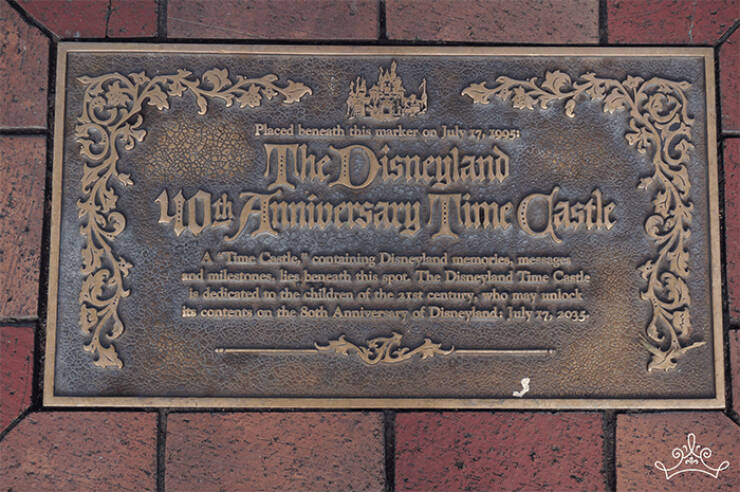 Placed beneath this marker on July 17, 1995:
The Disneyland
40th Anniversary Time Castle
A "Time Castle," containing Disneyland memories, messages
and milestones, lies beneath this spot. The Disneyland Time Castle
is dedicated to the children of the 21st century, who may unlock
its contents on the 80th Anniversary of Disneyland: July 17, 2035.